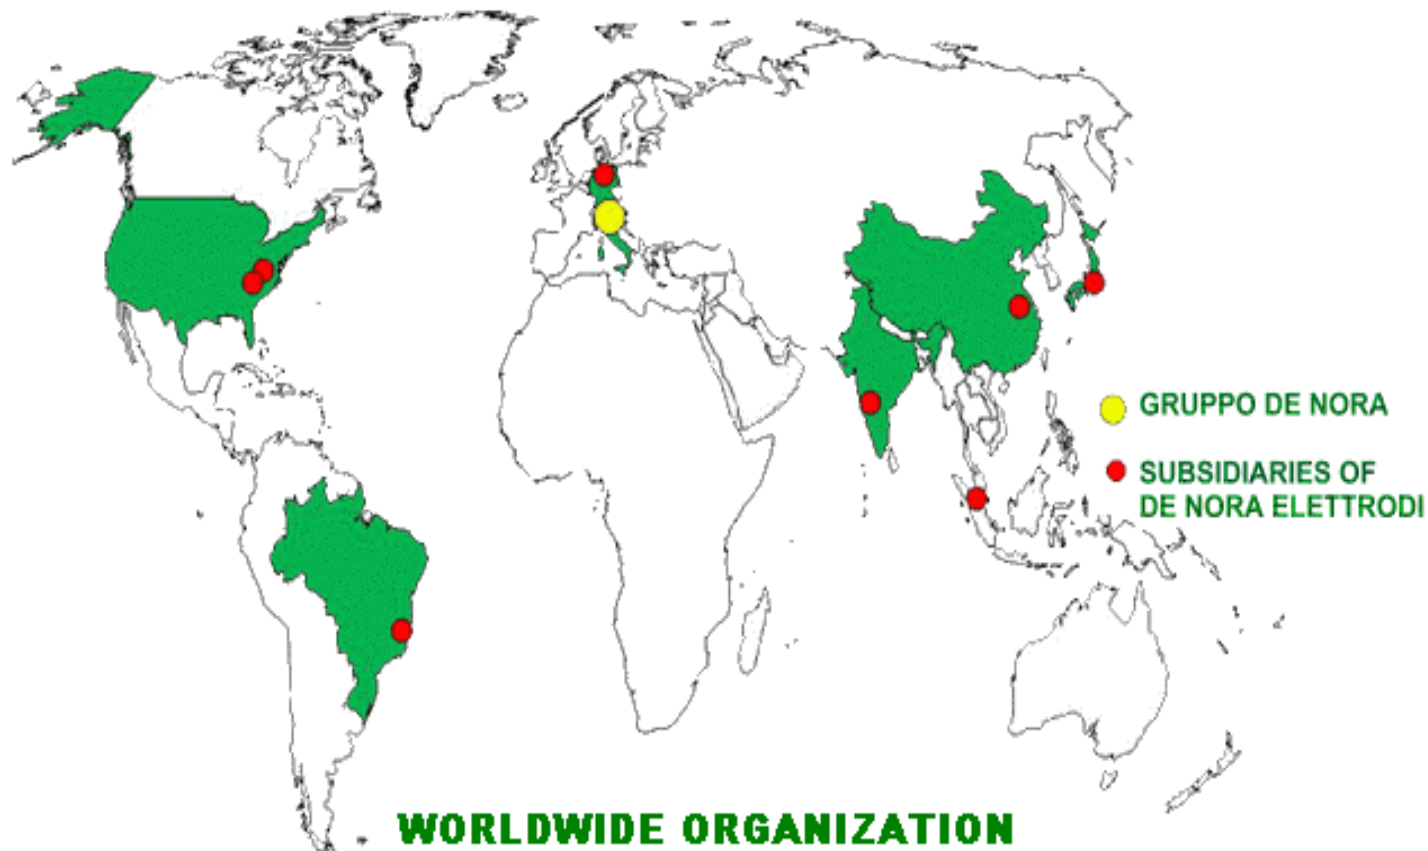 GRUPPO DE NORA
SUBSIDIARIES OF
DE NORA ELETTRODI
WORLDWIDE ORGANIZATION